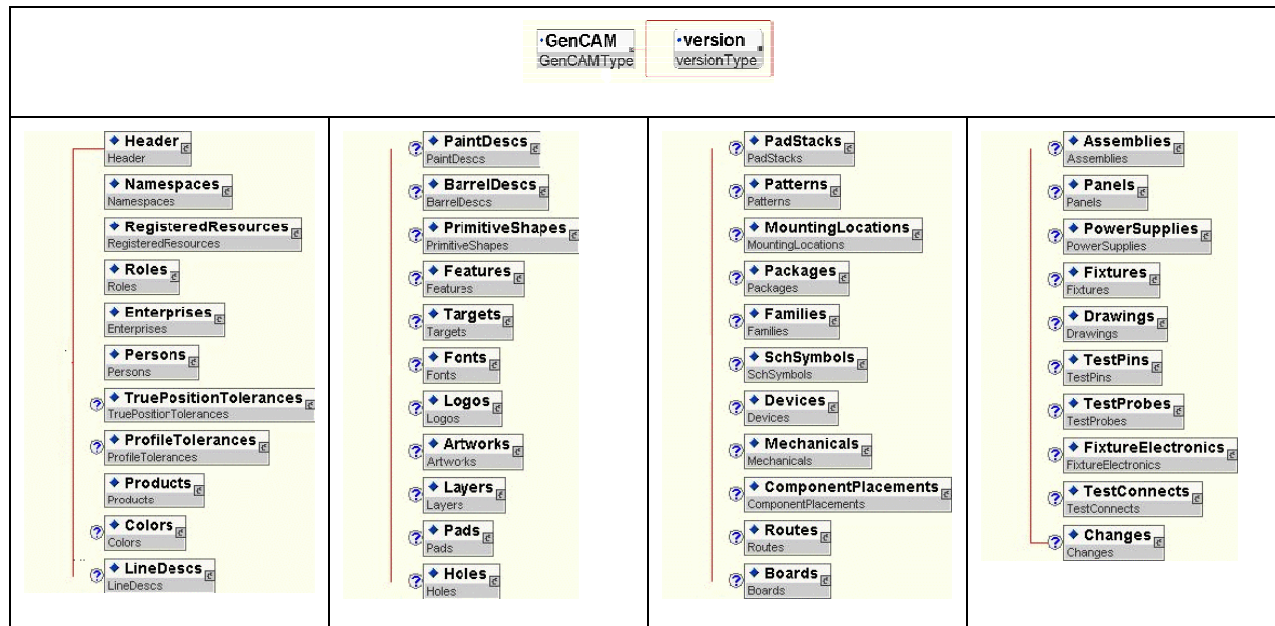 GenCAM
GenCAMType
version
versionType
Header
Header
Namespaces
Namespaces
RegisteredResources
RegisteredResources
Roles
Roles
Enterprises
Enterprises
Persons
Persons
? TruePositionTolerances
TruePositionTolerances
? ProfileTolerances
ProfileTolerances
Products
Products
? Colors
Colors
? LineDescs
LineDescs
? PaintDescs
PaintDescs
? BarrelDescs
BarrelDescs
? PrimitiveShapes
PrimitiveShapes
? Features
Features
? Targets
Targets
? Fonts
Fonts
? Logos
Logos
? Artworks
Artworks
? Layers
Layers
? Pads
Pads
? Holes
Holes
? PadStacks
PadStacks
? Patterns
Patterns
? MountingLocations
MountingLocations
? Packages
Packages
? Families
Families
? SchSymbols
SchSymbols
? Devices
Devices
? Mechanicals
Mechanicals
? ComponentPlacements
ComponentPlacements
? Routes
Routes
? Boards
Boards
? Assemblies
Assemblies
? Panels
Panels
? PowerSupplies
PowerSupplies
? Fixtures
Fixtures
? Drawings
Drawings
? TestPins
TestPins
? TestProbes
TestProbes
? FixtureElectronics
FixtureElectronics
? TestConnects
TestConnects
? Changes
Changes